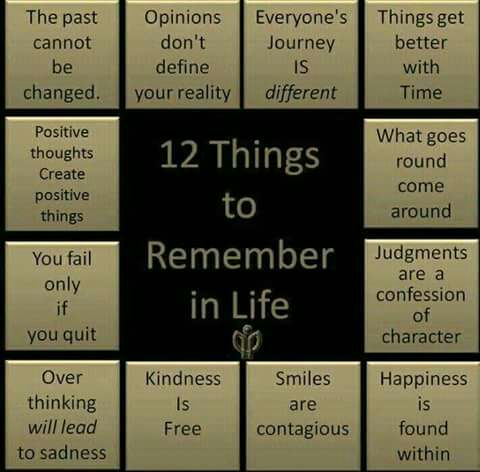 The past
cannot
be
changed.
Opinions
don't
define
your reality
Everyone's
Journey
IS
different
Things get
better
with
Time
Positive
thoughts
Create
positive
things
12 Things
to
Remember
in Life
What goes
round
come
around
You fail
only
if
you quit
Judgments
are a
confession
of
character
Over
thinking
will lead
to sadness
Kindness
Is
Free
Smiles
are
contagious
Happiness
is
found
within